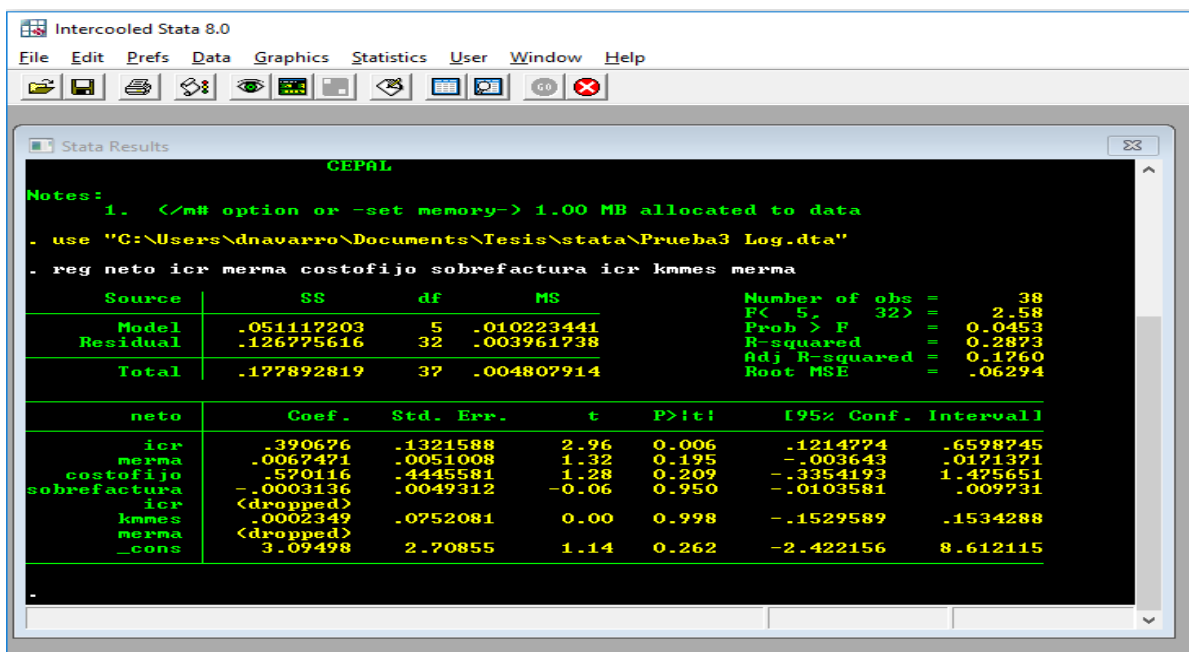 Intercooled Stata 8.0
File Edit Prefs Data Graphics Statistics User Window Help
GO
Stata Results
CEPAL
Notes:
1. (/m# option or -set memory-) 1.00 MB allocated to data
. use "C:\Users\dnavarro\Documents\Tesis\stata\Prueba3 Log.dta"
. reg neto icr merma costofijo sobrefactura icr kmmes merma
Source | SS df MS Number of obs = 38
F( 5, 32) = 2.58
Model | .051117203 5 .010223441 Prob > F = 0.0453
Residual | .126775616 32 .003961738 R-squared = 0.2873
Adj R-squared = 0.1760
Total | .177892819 37 .004807914 Root MSE = .06294
neto | Coef. Std. Err. t P>|t| [95% Conf. Interval]
icr | .390676 .1321588 2.96 0.006 .1214774 .6598745
merma | .0067471 .0051008 1.32 0.195 -.003643 .0171371
costofijo | .570116 .4445581 1.28 0.209 -.3354193 1.475651
sobrefactura | -.0003136 .0049312 -0.06 0.950 -.0103581 .009731
icr | (dropped)
kmmes | .0002349 .0752081 0.00 0.998 -.1529589 .1534288
merma | (dropped)
_cons | 3.09498 2.70855 1.14 0.262 -2.422156 8.612115
.